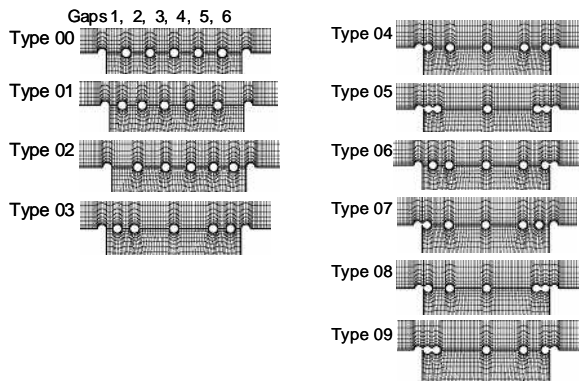 Gaps 1, 2, 3, 4, 5, 6
Type 00
Type 01
Type 02
Type 03
Type 04
Type 05
Type 06
Type 07
Type 08
Type 09